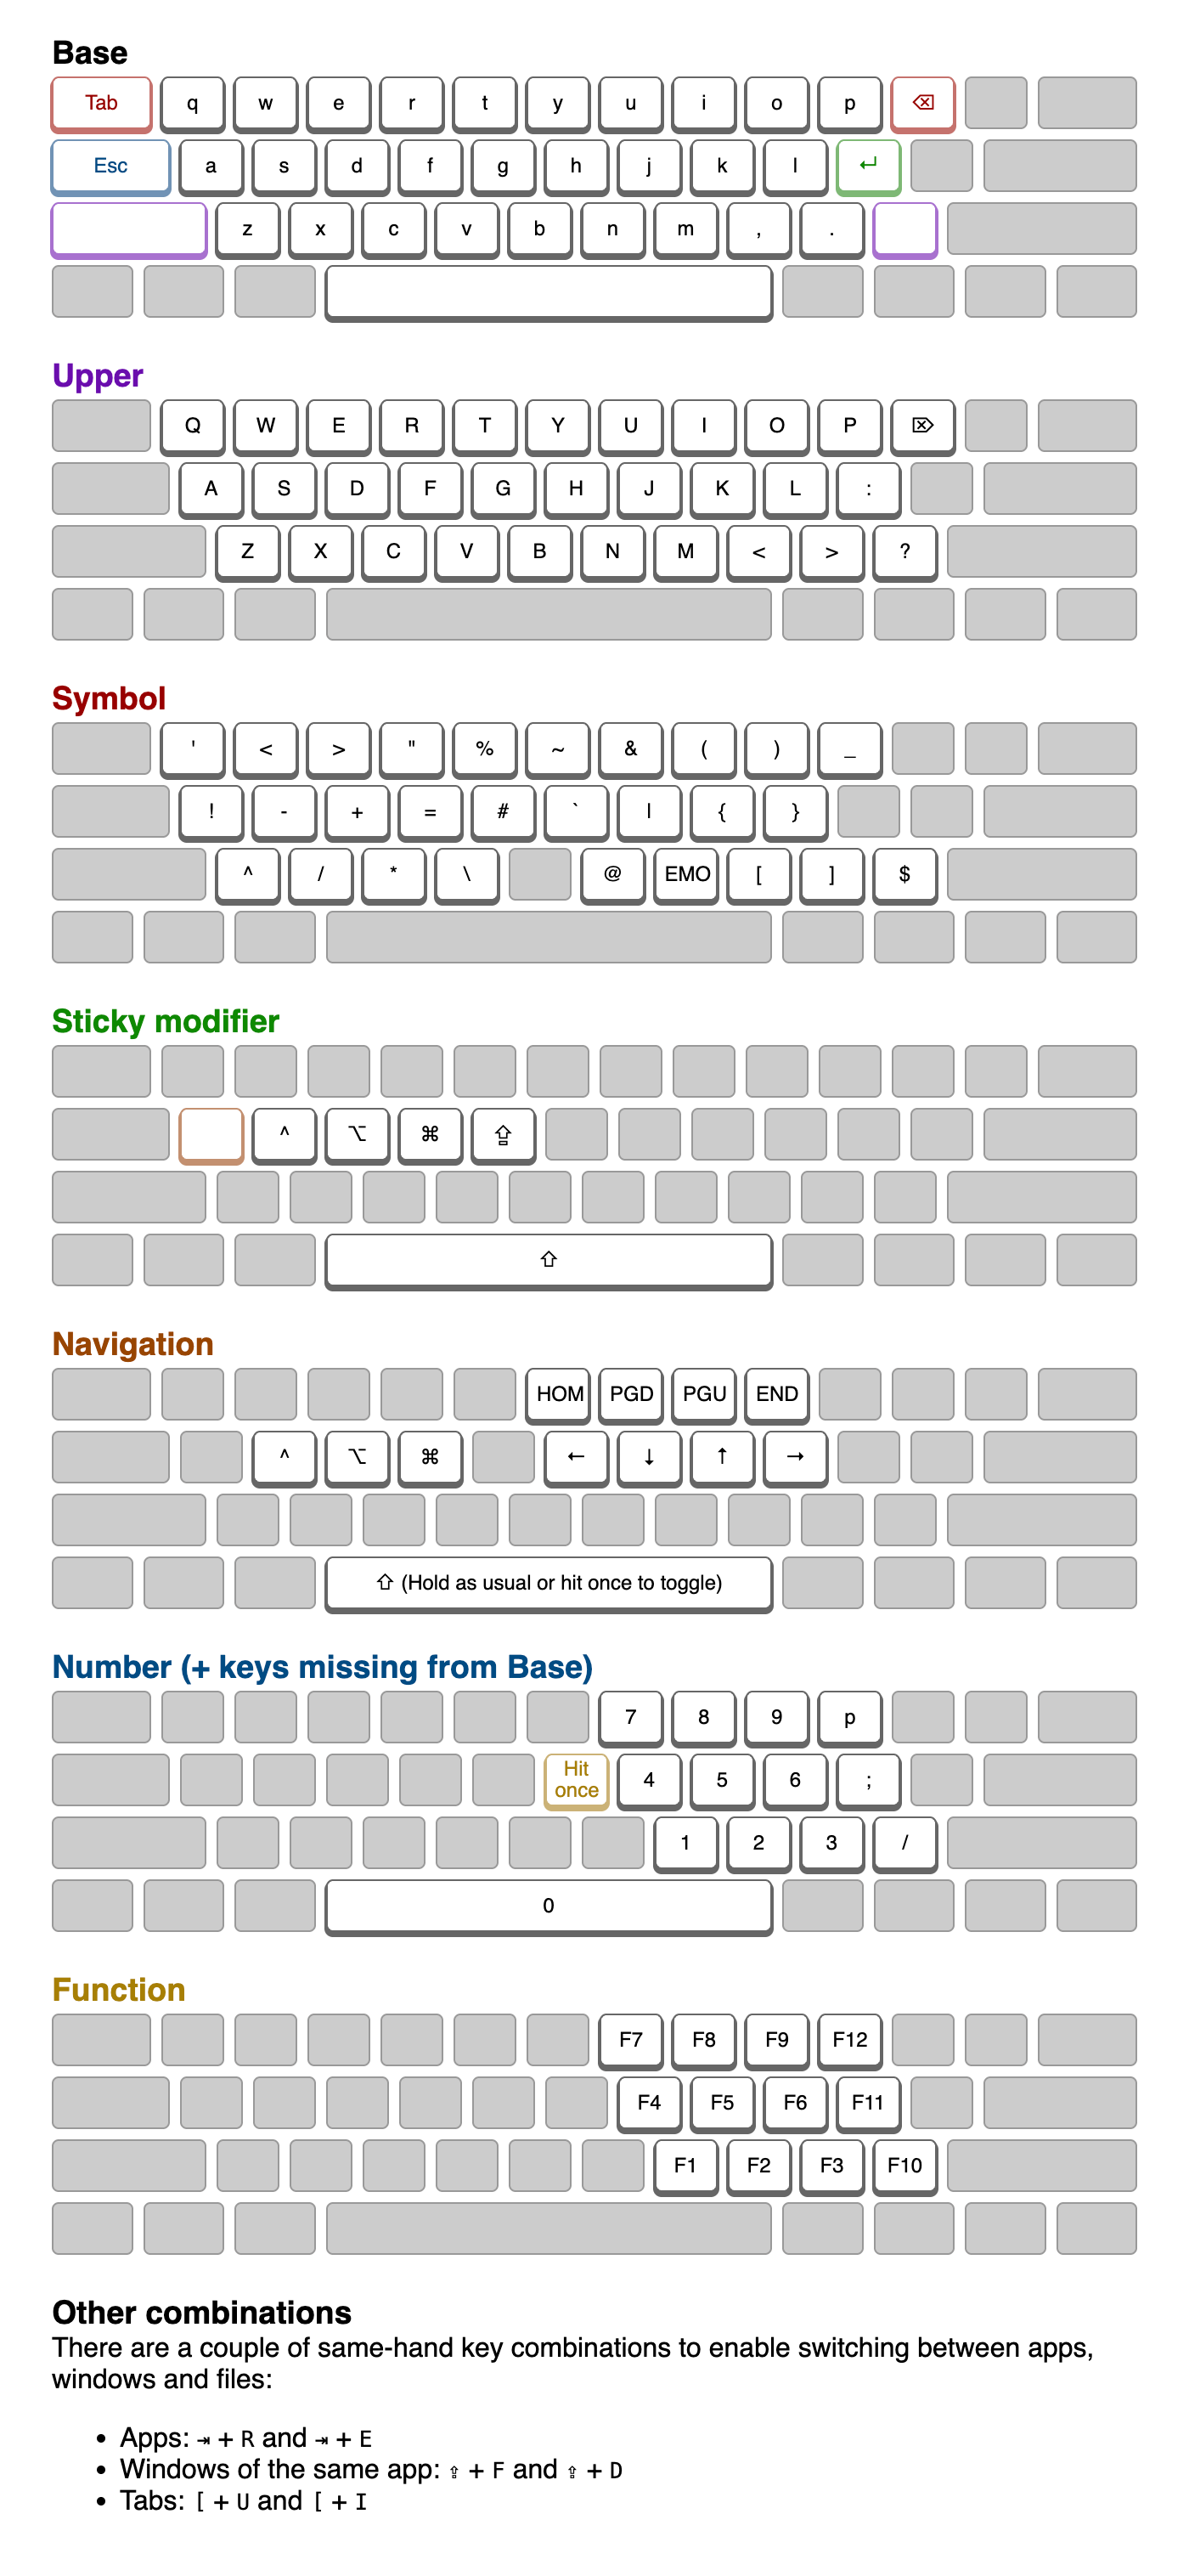 Base
Tab q w e r t y u i o p ⌫
Esc a s d f g h j k l ↵
z x c v b n m , .
Upper
Q W E R T Y U I O P ⌦
A S D F G H J K L :
Z X C V B N M < > ?
Symbol
' < > " % ~ & ( ) _
! - + = # ` | { }
^ / * \ @ EMO [ ] $
Sticky modifier
^ ⌥ ⌘ ⇪
⇧
Navigation
HOM PGD PGU END
^ ⌥ ⌘ ← ↓ ↑ →
⇧ (Hold as usual or hit once to toggle)
Number (+ keys missing from Base)
7 8 9 p
Hit once 4 5 6 ;
1 2 3 /
0
Function
F7 F8 F9 F12
F4 F5 F6 F11
F1 F2 F3 F10
Other combinations
There are a couple of same-hand key combinations to enable switching between apps,
windows and files:
• Apps: ⇥ + R and ⇥ + E
• Windows of the same app: ⇪ + F and ⇪ + D
• Tabs: [ + U and [ + I